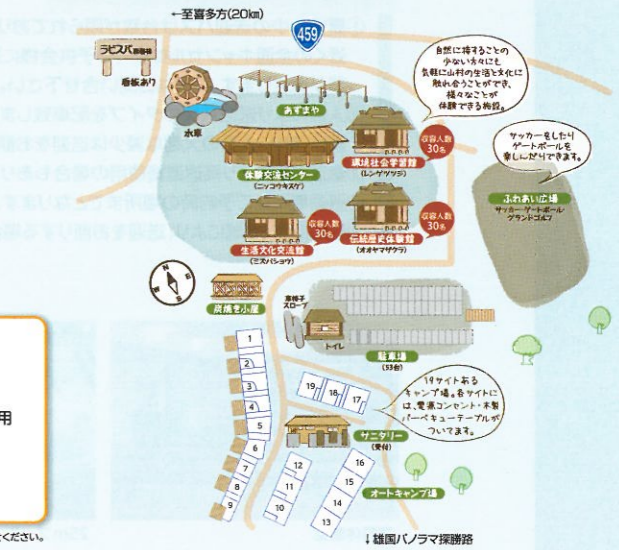 ←至喜多方(20km)
459
ラビスパ裏磐梯
看板あり
水車
あずまや
自然に接することの
少ない方々にも
気軽に山村の生活と文化に
触れ合うことができ、
様々なことが
体験できる施設。
体験交流センター
(ニッコウキスゲ)
環境社会学習館
(レンゲツツジ)
収容人数
30名
生活文化交流館
(ミズバショウ)
収容人数
30名
伝統歴史体験館
(オオヤマザクラ)
収容人数
30名
サッカーをしたり
ゲートボールを
楽しんだりできます。
ふれあい広場
サッカー・ゲートボール
グランドゴルフ
N
S
炭焼き小屋
車椅子
スロープ
トイレ
駐車場
(53台)
1
2
3
4
5
6
7
8
9
19
18
17
19サイトある
キャンプ場。各サイトに
は、電源コンセント・木製
バーベキューテーブルが
ついてます。
サニタリー
(受付)
12
11
10
16
15
14
13
オートキャンプ場
↓雄国パノラマ探勝路
用
ください。